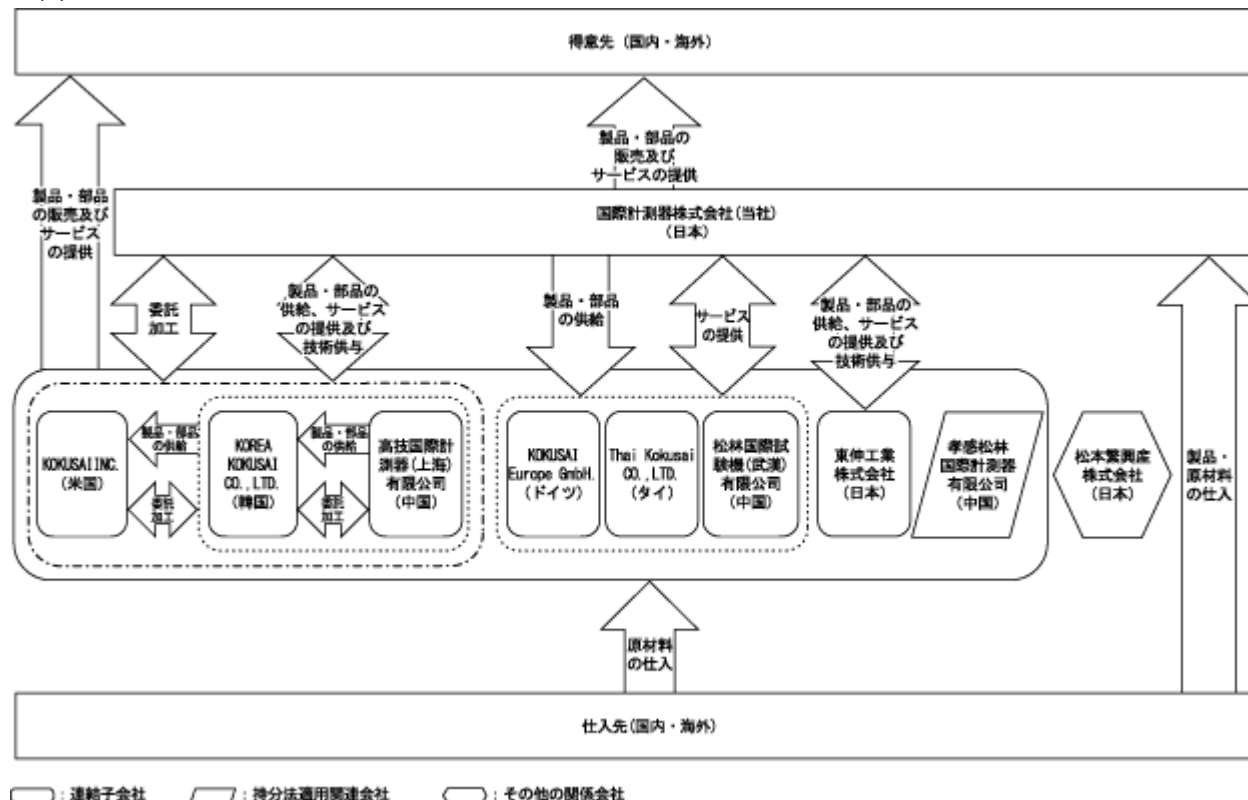 得意先（国内・海外）
製品・部品の
販売及び
サービスの提供
製品・部品
の販売及び
サービス
の提供
国際計測器株式会社(当社)
(日本)
委託
加工
製品・部品の
供給、サービス
の提供及び
技術供与
製品・部品
の供給
サービス
の提供
製品・部品の
供給、サービス
の提供及び
技術供与
製品・
原材料
の仕入
KOKUSAI INC.
(米国)
製品・部品
の供給
委託
加工
KOREA
KOKUSAI
CO.,LTD.
(韓国)
製品・部品
の供給
委託
加工
高技国際計
測器(上海)
有限公司
(中国)
KOKUSAI
Europe GmbH.
(ドイツ)
Thai Kokusai
CO.,LTD.
(タイ)
松林国際試
験機(武漢)
有限公司
(中国)
東伸工業
株式会社
(日本)
孝感松林
国際計測器
有限公司
(中国)
松本繁興産
株式会社
(日本)
原材料
の仕入
仕入先(国内・海外)
：連結子会社
：持分法適用関連会社
：その他の関係会社